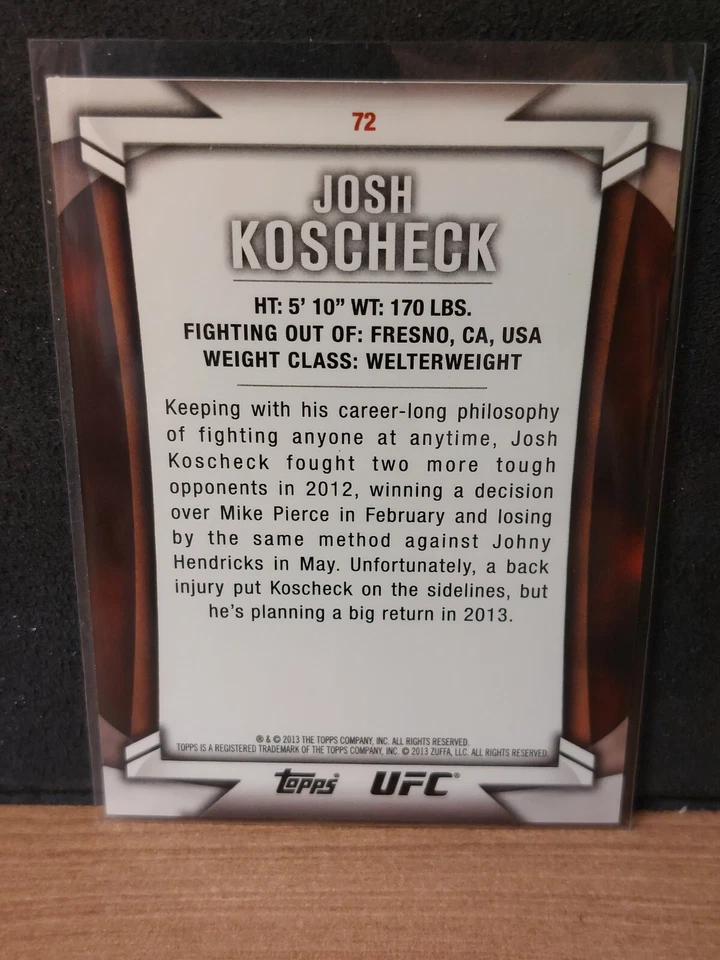 72
JOSH
KOSCHECK
HT: 5' 10" WT: 170 LBS.
FIGHTING OUT OF: FRESNO, CA, USA
WEIGHT CLASS: WELTERWEIGHT
Keeping with his career-long philosophy
of fighting anyone at anytime, Josh
Koscheck fought two more tough
opponents in 2012, winning a decision
over Mike Pierce in February and losing
by the same method against Johny
Hendricks in May. Unfortunately, a back
injury put Koscheck on the sidelines, but
he's planning a big return in 2013.
® & © 2013 THE TOPPS COMPANY, INC. ALL RIGHTS RESERVED.
TOPPS IS A REGISTERED TRADEMARK OF THE TOPPS COMPANY, INC. © 2013 ZUFFA, LLC. ALL RIGHTS RESERVED.
Topps UFC®